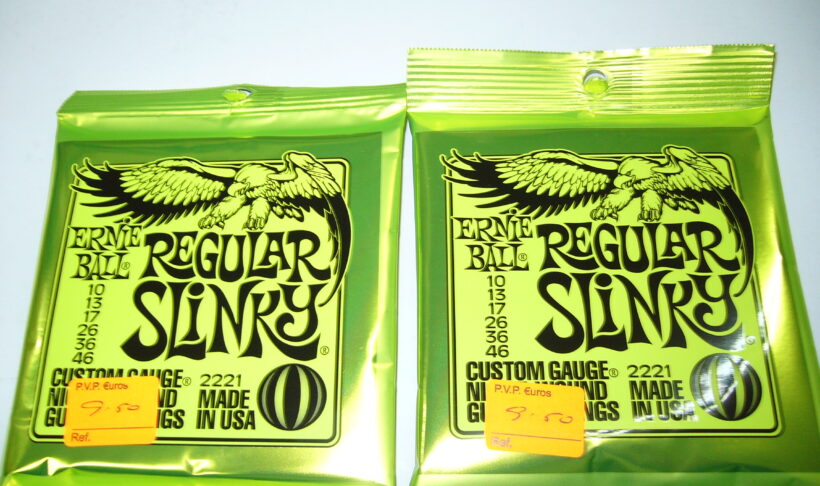 ERNIE
BALL®
REGULAR
SLINKY®
10
13
17
26
36
46
CUSTOM GAUGE®
2221
MADE
IN USA
P.V.P. €uros
9.50
Ref.
ERNIE
BALL®
REGULAR
SLINKY®
10
13
17
26
36
46
CUSTOM GAUGE®
2221
MADE
IN USA
P.V.P. €uros
9.50
Ref.